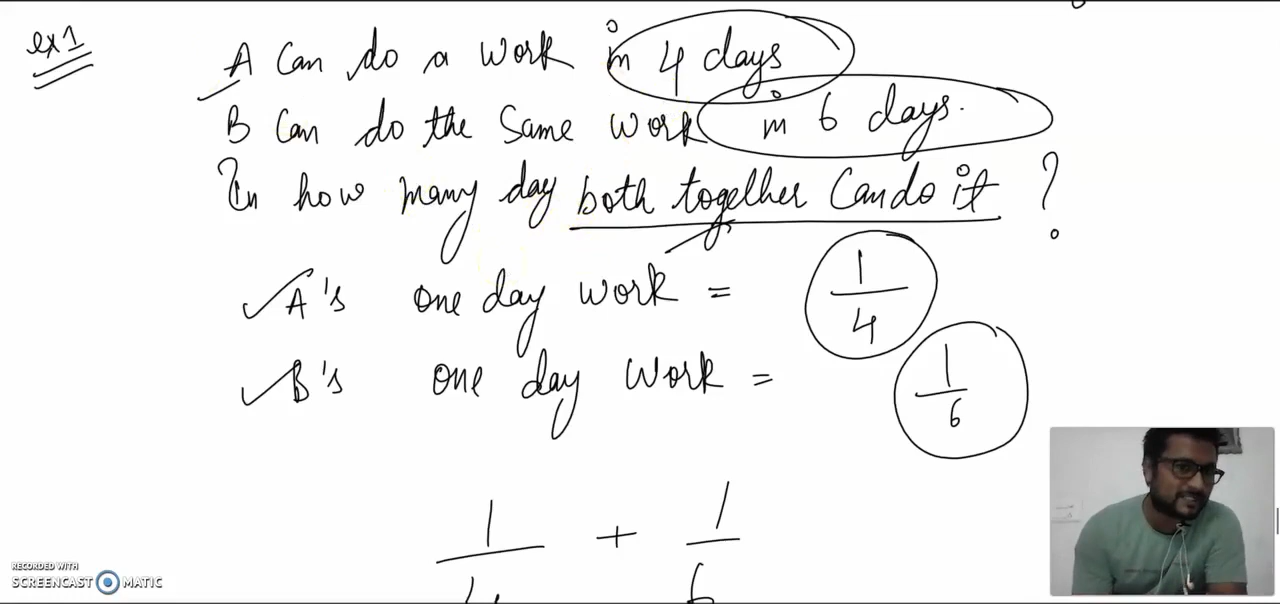 ex 1
A can do a work in 4 days
B can do the same work in 6 days.
In how many day both together can do it ?
A's one day work = 1/4
B's one day work = 1/6
1/4 + 1/6
RECORDED WITH
SCREENCAST MATIC